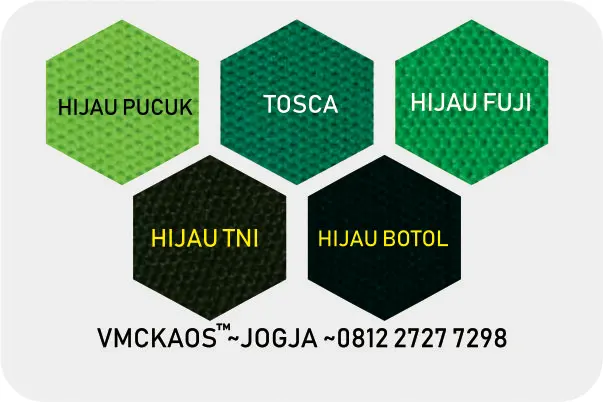 HIJAU PUCUK
TOSCA
HIJAU FUJI
HIJAU TNI
HIJAU BOTOL
VMCKAOS™~JOGJA ~0812 2727 7298